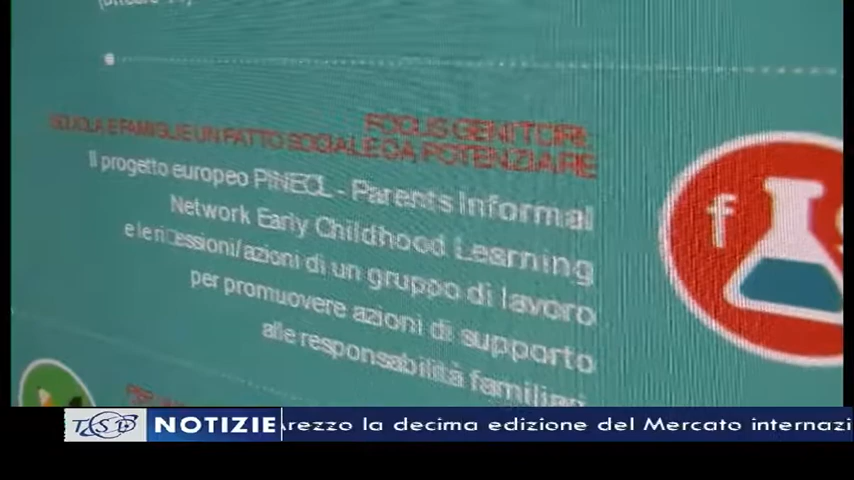 FOCUS GENITORI:
SCUOLA E FAMIGLIE UN FATTO SOCIALE DA POTENZIARE
Il progetto europeo PINECL - Parents Informal
Network Early Childhood Learning
e le riflessioni/azioni di un gruppo di lavoro
per promuovere azioni di supporto
alle responsabilità familiari
f
TSD NOTIZIE Arezzo la decima edizione del Mercato internazi